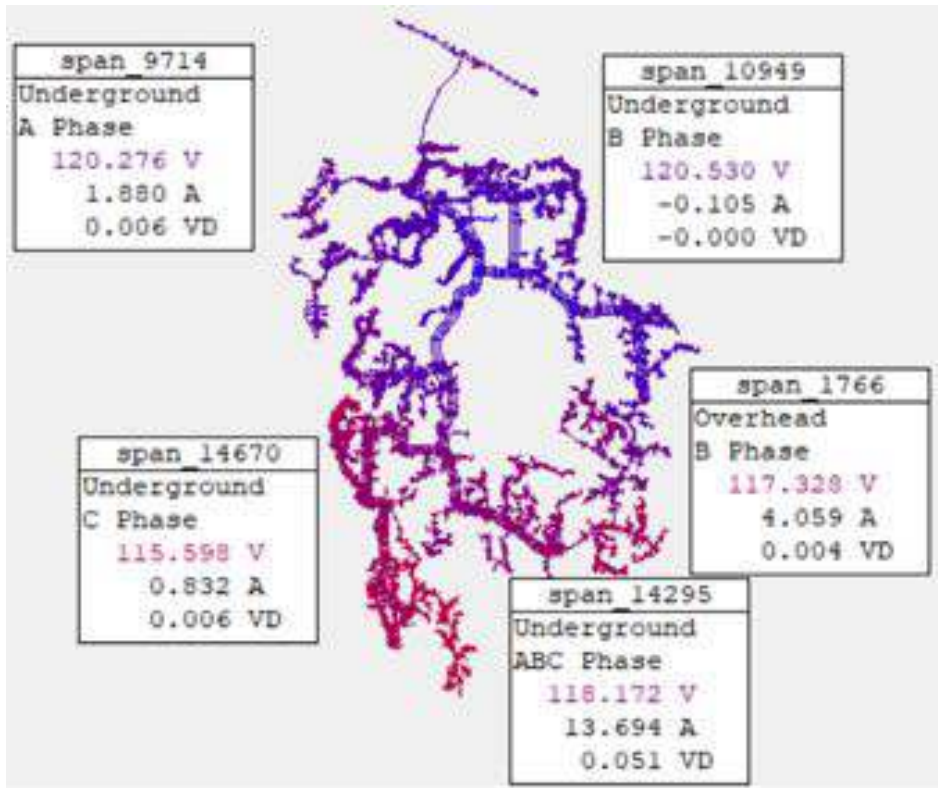 span_9714
Underground
A Phase
120.276 V
1.880 A
0.006 VD
span_10949
Underground
B Phase
120.530 V
-0.105 A
-0.000 VD
span_1766
Overhead
B Phase
117.328 V
4.059 A
0.004 VD
span_14670
Underground
C Phase
115.598 V
0.832 A
0.006 VD
span_14295
Underground
ABC Phase
118.172 V
13.694 A
0.051 VD